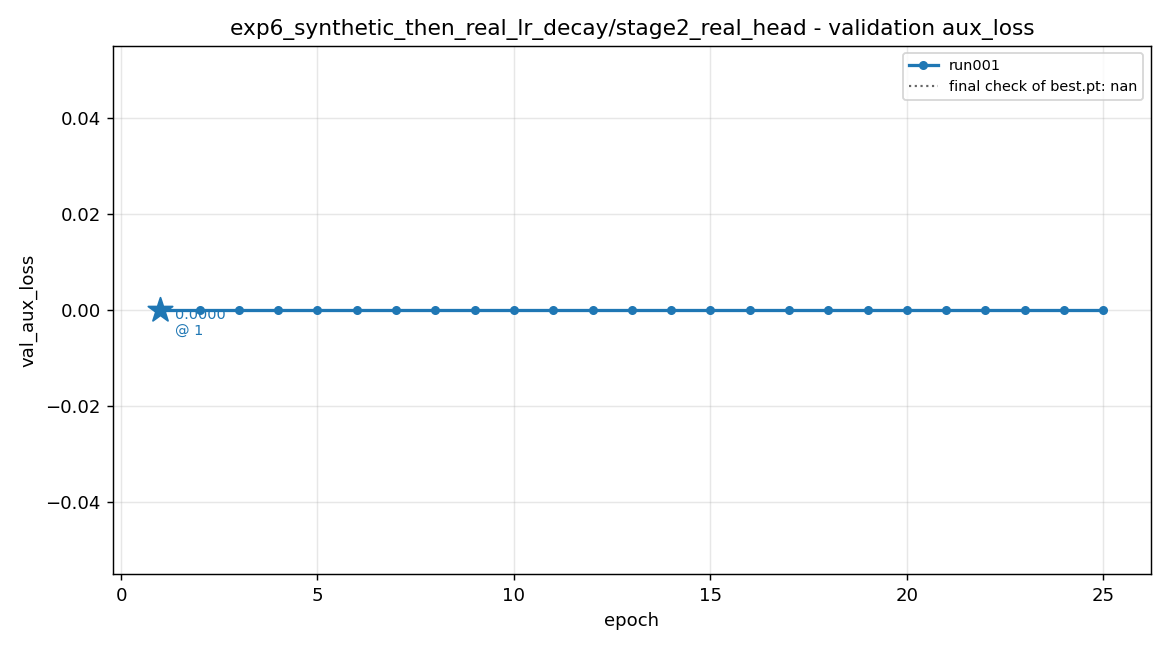 exp6_synthetic_then_real_lr_decay/stage2_real_head - validation aux_loss
run001
final check of best.pt: nan
0.04
0.02
0.00
−0.02
−0.04
val_aux_loss
0.0000
@ 1
0
5
10
15
20
25
epoch